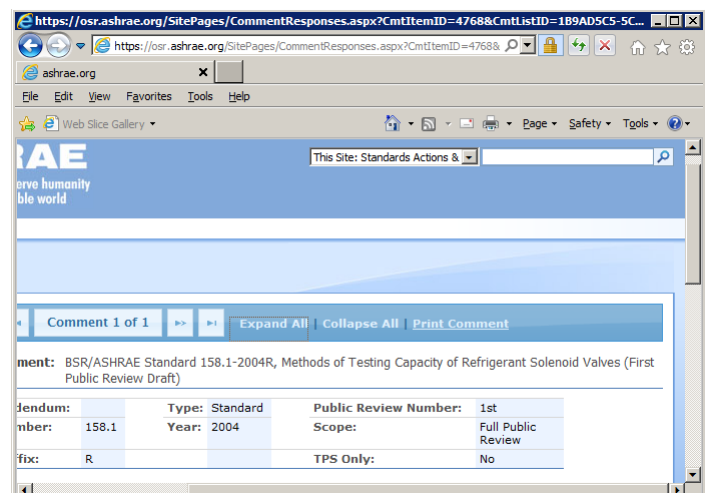 https://osr.ashrae.org/SitePages/CommentResponses.aspx?CmtItemID=4768&CmtListID=1B9AD5C5-5C...
https://osr.ashrae.org/SitePages/CommentResponses.aspx?CmtItemID=4768&
ashrae.org
File Edit View Favorites Tools Help
Web Slice Gallery Page Safety Tools
RAE
This Site: Standards Actions &
erve humanity
ble world
Comment 1 of 1 Expand All | Collapse All | Print Comment
ment: BSR/ASHRAE Standard 158.1-2004R, Methods of Testing Capacity of Refrigerant Solenoid Valves (First
Public Review Draft)
dendum: Type: Standard Public Review Number: 1st
mber: 158.1 Year: 2004 Scope: Full Public
Review
ffix: R TPS Only: No